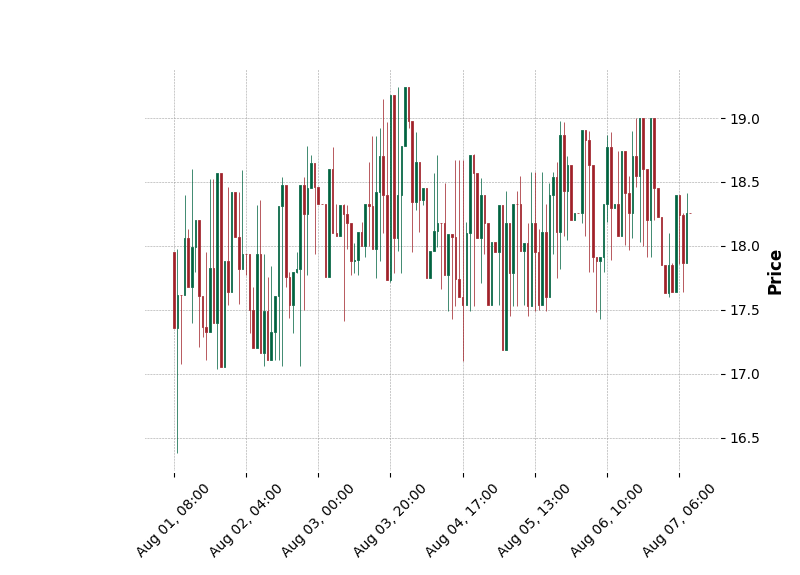 19.0
18.5
18.0
17.5
17.0
16.5
Price
Aug 01, 08:00
Aug 02, 04:00
Aug 03, 00:00
Aug 03, 20:00
Aug 04, 17:00
Aug 05, 13:00
Aug 06, 10:00
Aug 07, 06:00